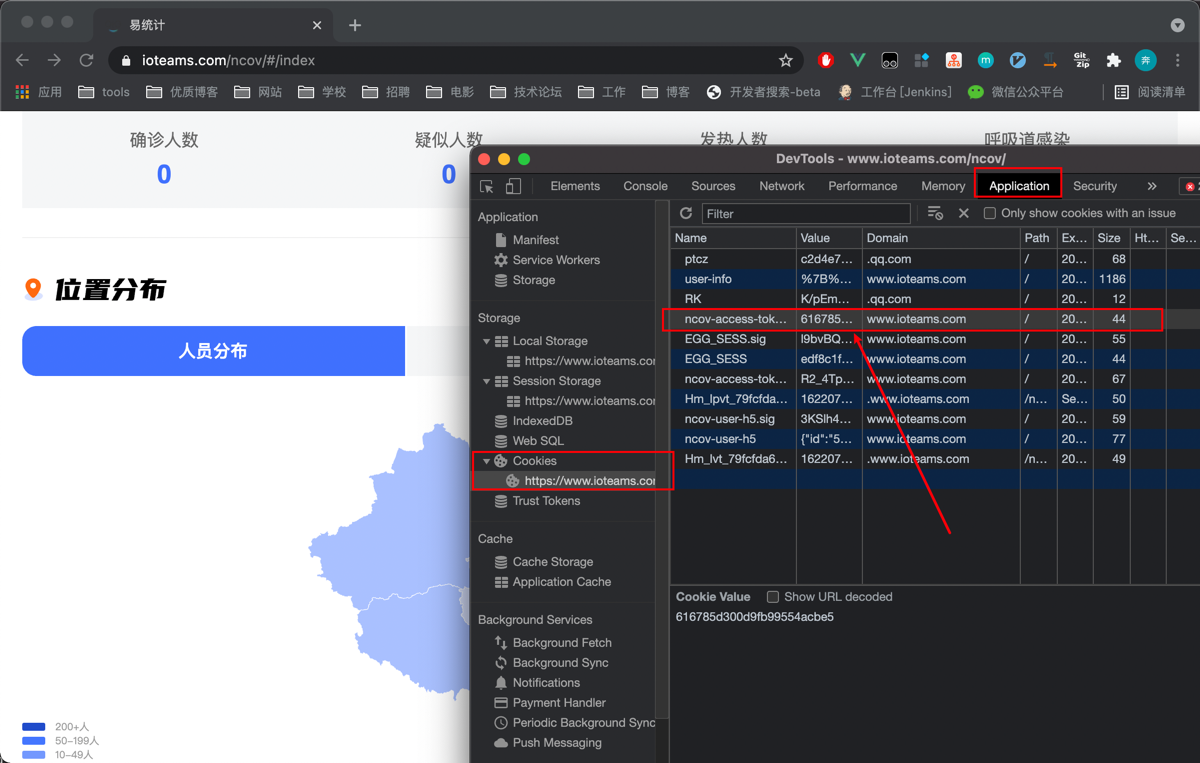 易统计
ioteams.com/ncov/#/index
应用 tools 优质博客 网站 学校 招聘 电影 技术论坛 工作 博客 开发者搜索-beta 工作台 [Jenkins] 微信公众平台 阅读清单
确诊人数 疑似人数 发热人数 呼吸道感染
0 0
位置分布
人员分布
200+人
50-199人
10-49人
DevTools - www.ioteams.com/ncov/
Elements Console Sources Network Performance Memory Application Security »
Application
Manifest
Service Workers
Storage
Storage
Local Storage
https://www.ioteams.cor
Session Storage
https://www.ioteams.cor
IndexedDB
Web SQL
Cookies
https://www.ioteams.cor
Trust Tokens
Cache
Cache Storage
Application Cache
Background Services
Background Fetch
Background Sync
Notifications
Payment Handler
Periodic Background Sync
Push Messaging
Filter Only show cookies with an issue
Name Value Domain Path Ex... Size Ht... Se...
ptcz c2d4e7... .qq.com / 20... 68
user-info %7B%... www.ioteams.com / 20... 1186
RK K/pEm... .qq.com / 20... 12
ncov-access-tok... 616785... www.ioteams.com / 20... 44
EGG_SESS.sig l9bvBQ... www.ioteams.com / 20... 55
EGG_SESS edf8c1f... www.ioteams.com / 20... 44
ncov-access-tok... R2_4Tp... www.ioteams.com / 20... 67
Hm_lpvt_79fcfda... 162207... .www.ioteams.com /n... Se... 50
ncov-user-h5.sig 3KSlh4... www.ioteams.com / 20... 59
ncov-user-h5 {"id":"5... www.ioteams.com / 20... 77
Hm_lvt_79fcfda6... 162207... .www.ioteams.com /n... 20... 49
Cookie Value Show URL decoded
616785d300d9fb99554acbe5